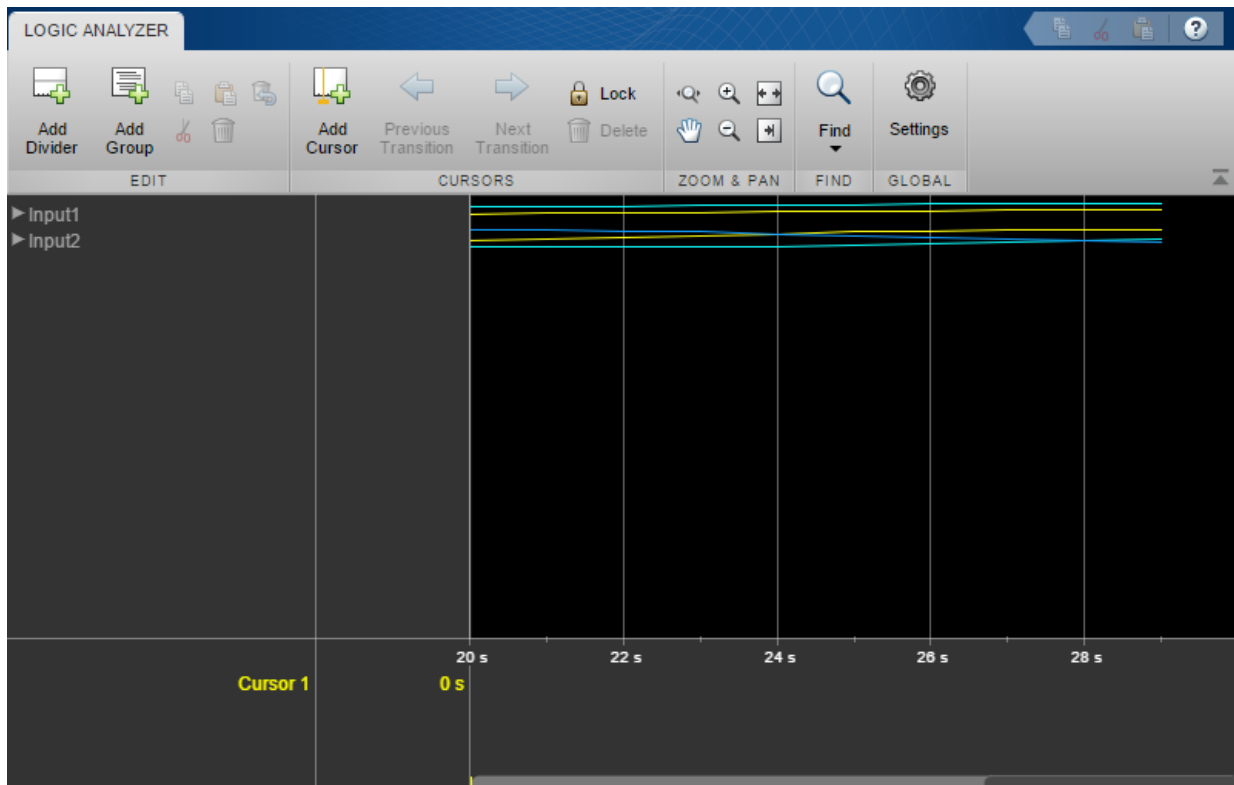 LOGIC ANALYZER
?
Add Divider
Add Group
Add Cursor
Previous Transition
Next Transition
Lock
Delete
Find
Settings
EDIT
CURSORS
ZOOM & PAN
FIND
GLOBAL
Input1
Input2
20 s 22 s 24 s 26 s 28 s
Cursor 1 0 s